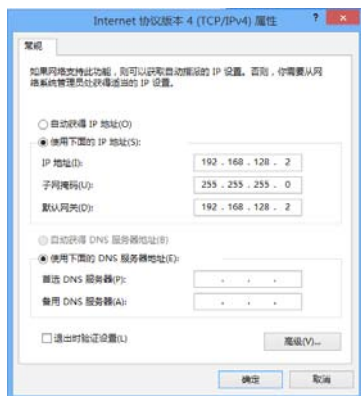 Internet 协议版本 4 (TCP/IPv4) 属性
常规
如果网络支持此功能，则可以获取自动指派的 IP 设置。否则，你需要从网
络系统管理员处获得适当的 IP 设置。
自动获得 IP 地址(O)
使用下面的 IP 地址(S):
IP 地址(I): 192 . 168 . 128 . 2
子网掩码(U): 255 . 255 . 255 . 0
默认网关(D): 192 . 168 . 128 . 2
自动获得 DNS 服务器地址(B)
使用下面的 DNS 服务器地址(E):
首选 DNS 服务器(P): . . .
备用 DNS 服务器(A): . . .
退出时验证设置(L)
高级(V)...
确定 取消